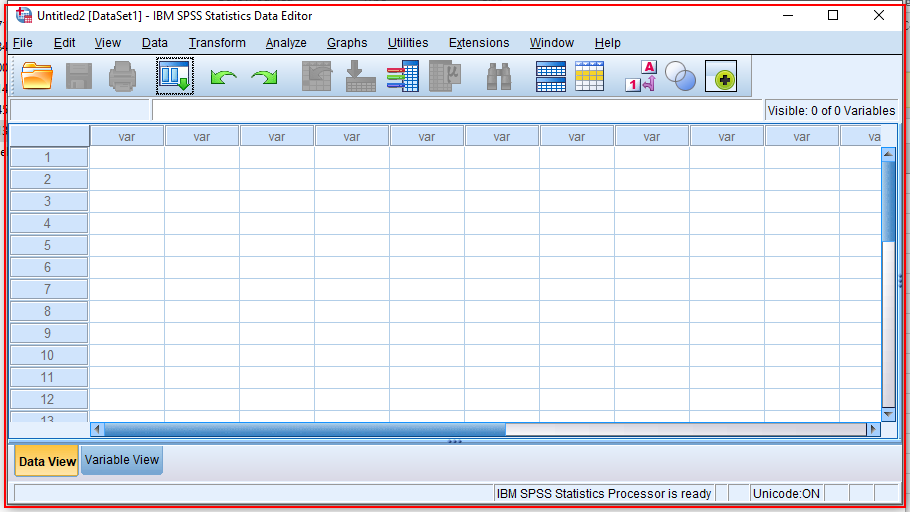 Untitled2 [DataSet1] - IBM SPSS Statistics Data Editor
File Edit View Data Transform Analyze Graphs Utilities Extensions Window Help
1 A
Visible: 0 of 0 Variables
var var var var var var var var var var va
1
2
3
4
5
6
7
8
9
10
11
12
13
Data View Variable View
IBM SPSS Statistics Processor is ready Unicode:ON